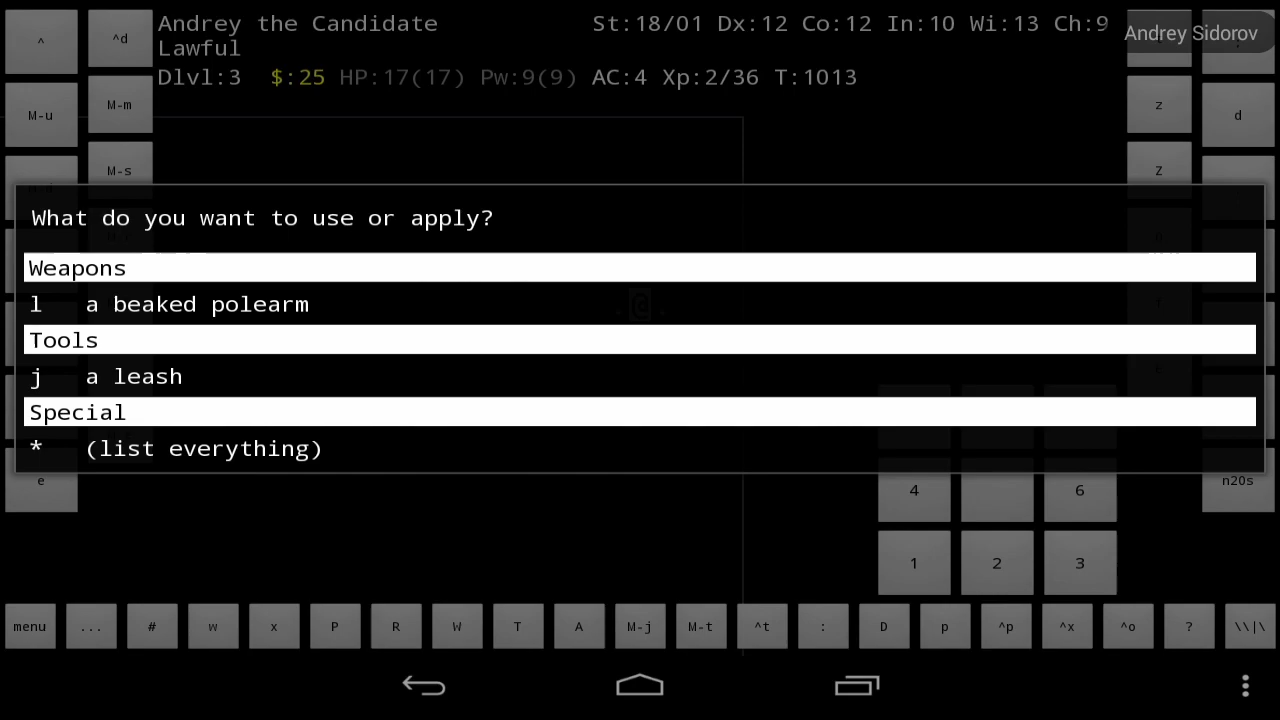 ^
^d
Andrey the Candidate
St:18/01 Dx:12 Co:12 In:10 Wi:13 Ch:9
Andrey Sidorov
Lawful
Dlvl:3 $:25 HP:17(17) Pw:9(9) AC:4 Xp:2/36 T:1013
M-u
M-m
z
d
M-s
Z
What do you want to use or apply?
Weapons
l a beaked polearm
.@.
Tools
j a leash
Special
* (list everything)
e
4
6
n20s
1
2
3
menu
...
#
w
x
P
R
W
T
A
M-j
M-t
^t
:
D
p
^p
^x
^o
?
\\|\